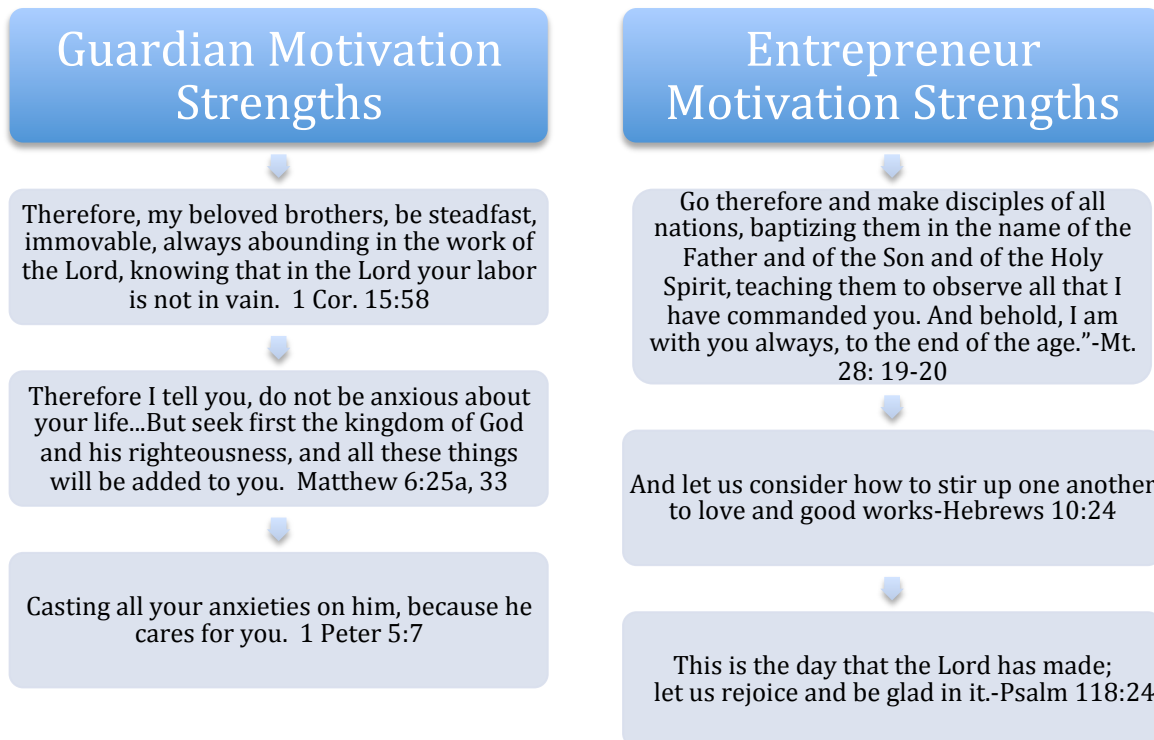 Guardian Motivation
Strengths
Therefore, my beloved brothers, be steadfast,
immovable, always abounding in the work of
the Lord, knowing that in the Lord your labor
is not in vain.  1 Cor. 15:58
Therefore I tell you, do not be anxious about
your life...But seek first the kingdom of God
and his righteousness, and all these things
will be added to you.  Matthew 6:25a, 33
Casting all your anxieties on him, because he
cares for you.  1 Peter 5:7
Entrepreneur
Motivation Strengths
Go therefore and make disciples of all
nations, baptizing them in the name of the
Father and of the Son and of the Holy
Spirit, teaching them to observe all that I
have commanded you. And behold, I am
with you always, to the end of the age.”-Mt.
28: 19-20
And let us consider how to stir up one another
to love and good works-Hebrews 10:24
This is the day that the Lord has made;
let us rejoice and be glad in it.-Psalm 118:24